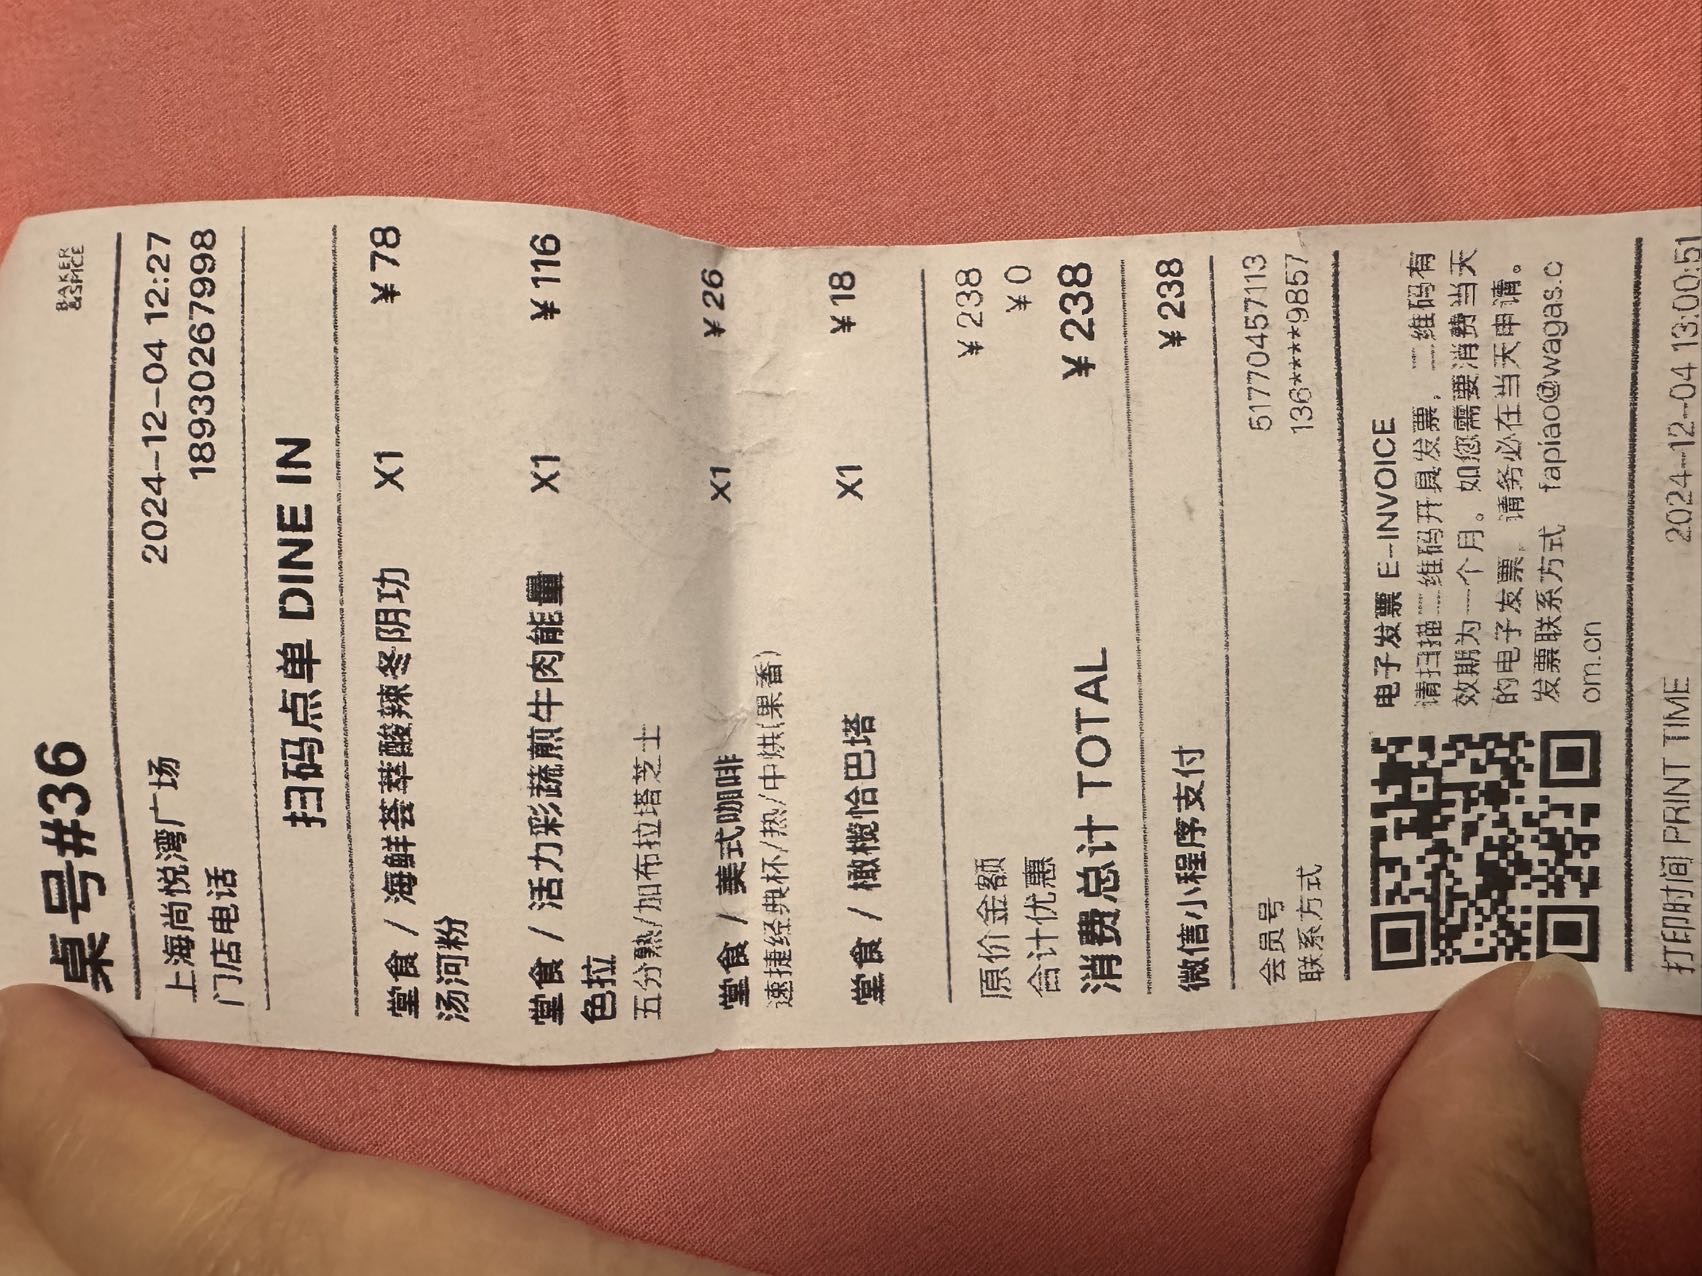 桌号#36
BAKER
&SPICE
上海尚悦湾广场 2024-12-04 12:27
门店电话 18930267998
扫码点单 DINE IN
堂食 / 海鲜荟萃酸辣冬阴功 X1 ¥78
汤河粉
堂食 / 活力彩蔬煎牛肉能量 X1 ¥116
色拉
五分熟/加布拉塔芝士
堂食 / 美式咖啡 X1 ¥26
速捷经典杯/热/中烘(果香)
堂食 / 橄榄恰巴塔 X1 ¥18
原价金额 ¥238
合计优惠 ¥0
消费总计 TOTAL ¥238
微信小程序支付 ¥238
会员号 51770457113
联系方式 136****9857
电子发票 E-INVOICE
请扫描二维码开具发票,二维码有
效期为一个月。如您需要消费当天
的电子发票,请务必在当天申请。
发票联系方式 fapiao@wagas.c
om.cn
打印时间 PRINT TIME 2024-12-04 13:00:51